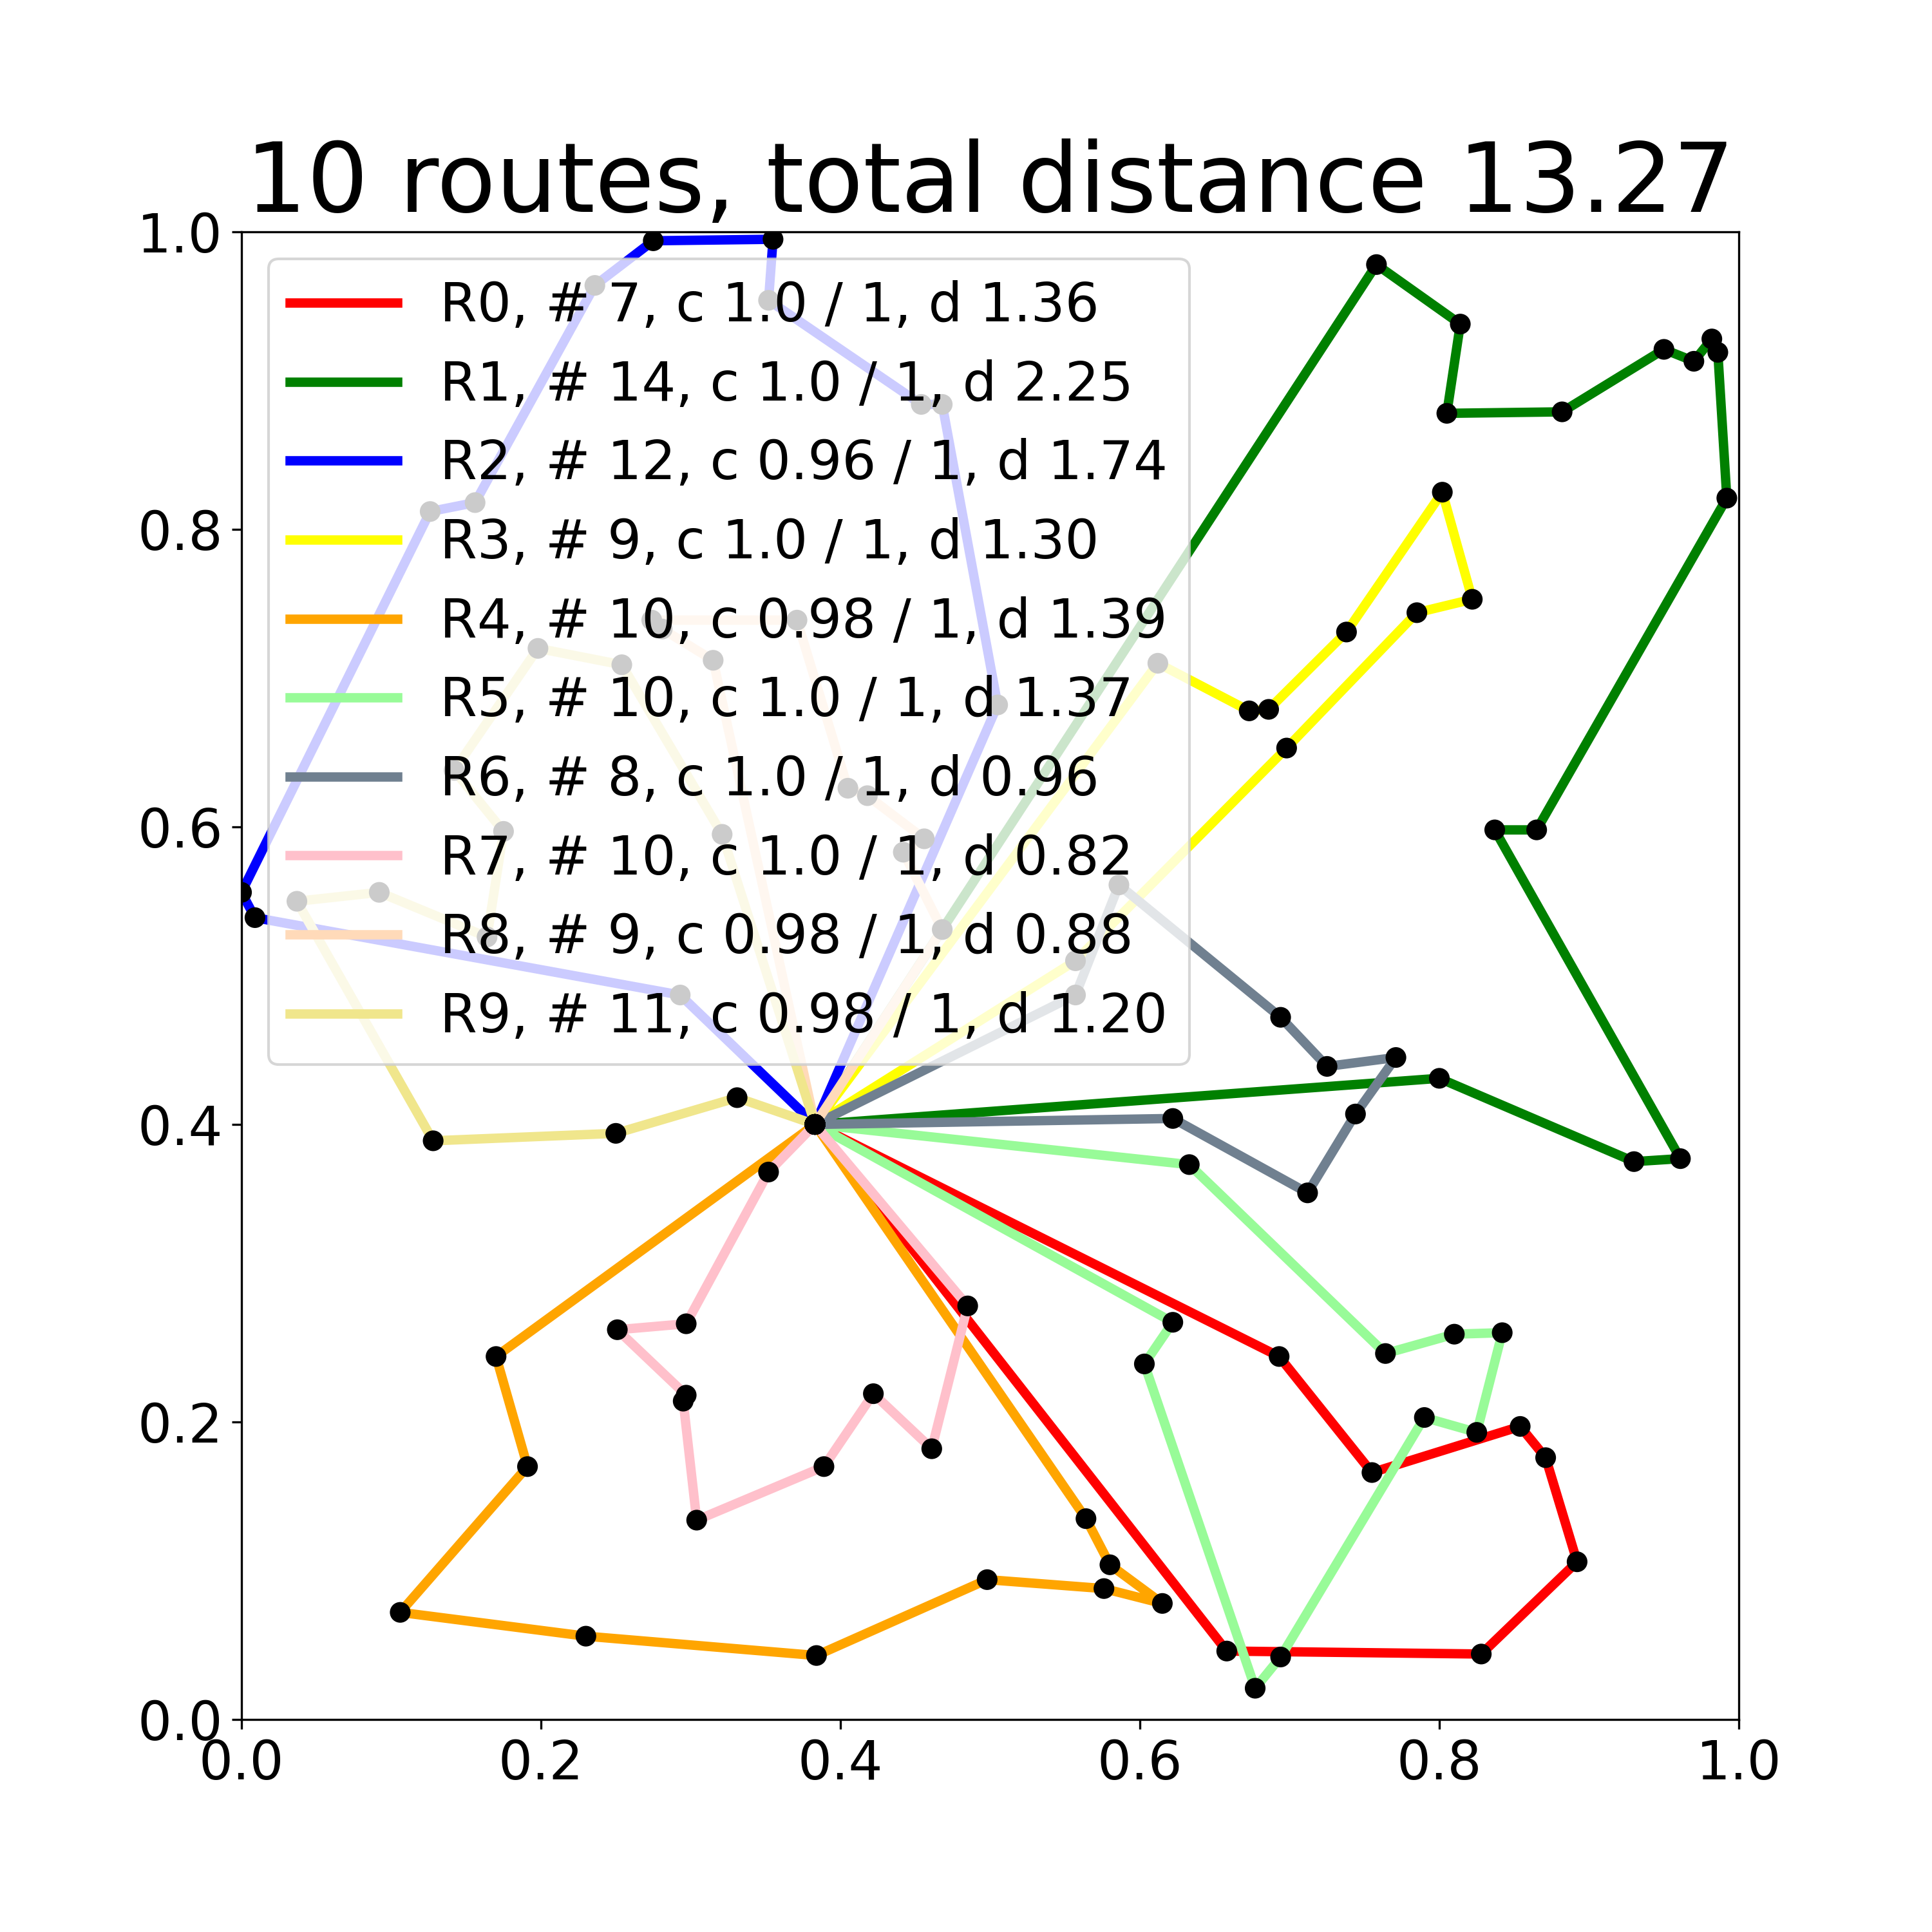 10 routes, total distance 13.27
1.0
0.8
0.6
0.4
0.2
0.0
R0, # 7, c 1.0 / 1, d 1.36
R1, # 14, c 1.0 / 1, d 2.25
R2, # 12, c 0.96 / 1, d 1.74
R3, # 9, c 1.0 / 1, d 1.30
R4, # 10, c 0.98 / 1, d 1.39
R5, # 10, c 1.0 / 1, d 1.37
R6, # 8, c 1.0 / 1, d 0.96
R7, # 10, c 1.0 / 1, d 0.82
R8, # 9, c 0.98 / 1, d 0.88
R9, # 11, c 0.98 / 1, d 1.20
0.0 0.2 0.4 0.6 0.8 1.0